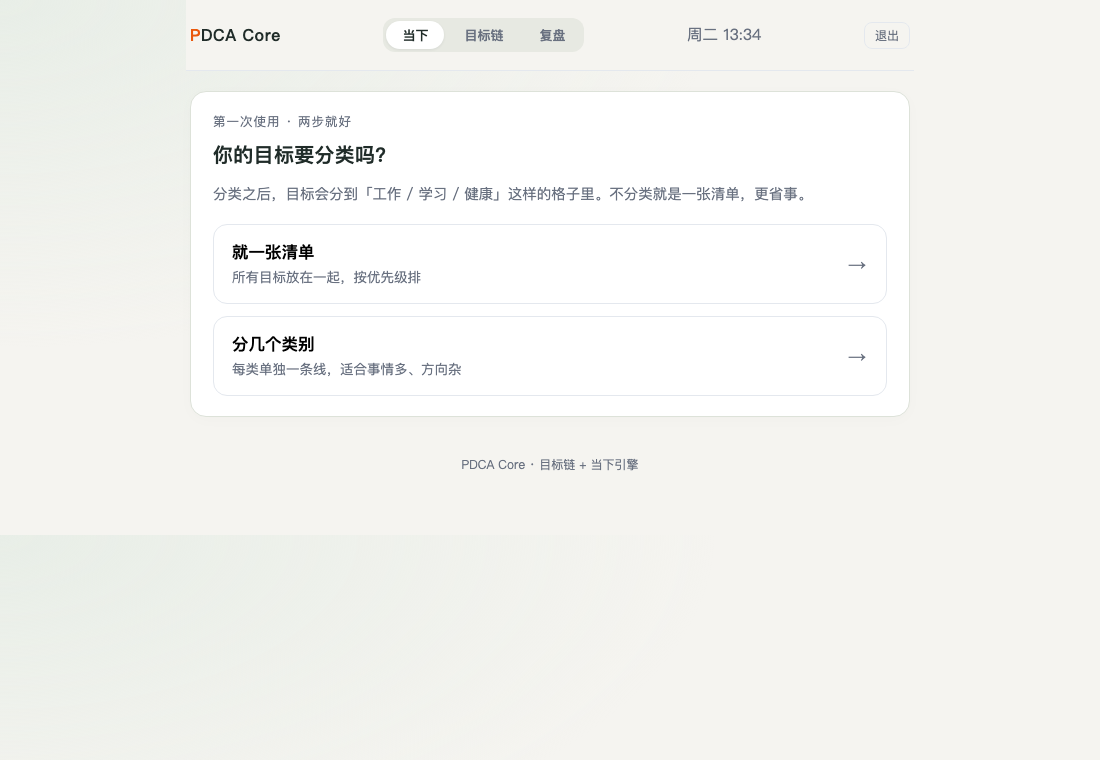 PDCA Core
当下 目标链 复盘
周二 13:34
退出
第一次使用 · 两步就好
你的目标要分类吗?
分类之后，目标会分到「工作 / 学习 / 健康」这样的格子里。不分类就是一张清单，更省事。
就一张清单
所有目标放在一起，按优先级排
→
分几个类别
每类单独一条线，适合事情多、方向杂
→
PDCA Core · 目标链 + 当下引擎